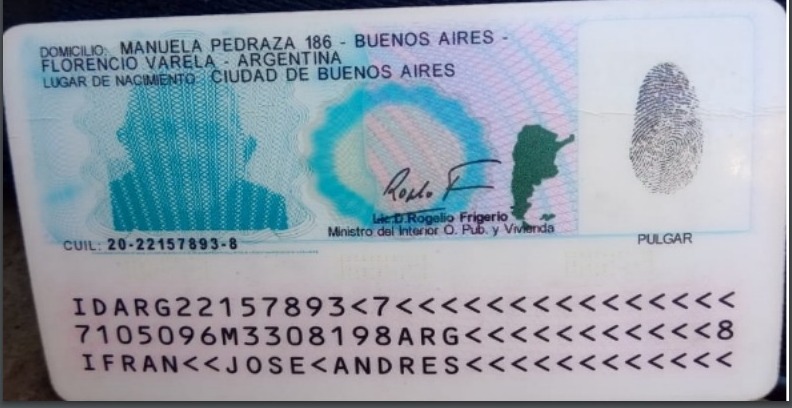 DOMICILIO: MANUELA PEDRAZA 186 - BUENOS AIRES -
FLORENCIO VARELA - ARGENTINA
LUGAR DE NACIMIENTO CIUDAD DE BUENOS AIRES
Lic.D.Rogelio Frigerio
Ministro del Interior O. Pub. y Vivienda
CUIL: 20-22157893-8
PULGAR
IDARG22157893<7<<<<<<<<<<<<<<<
7105096M3308198ARG<<<<<<<<<<<8
IFRAN<<JOSE<ANDRES<<<<<<<<<<<<